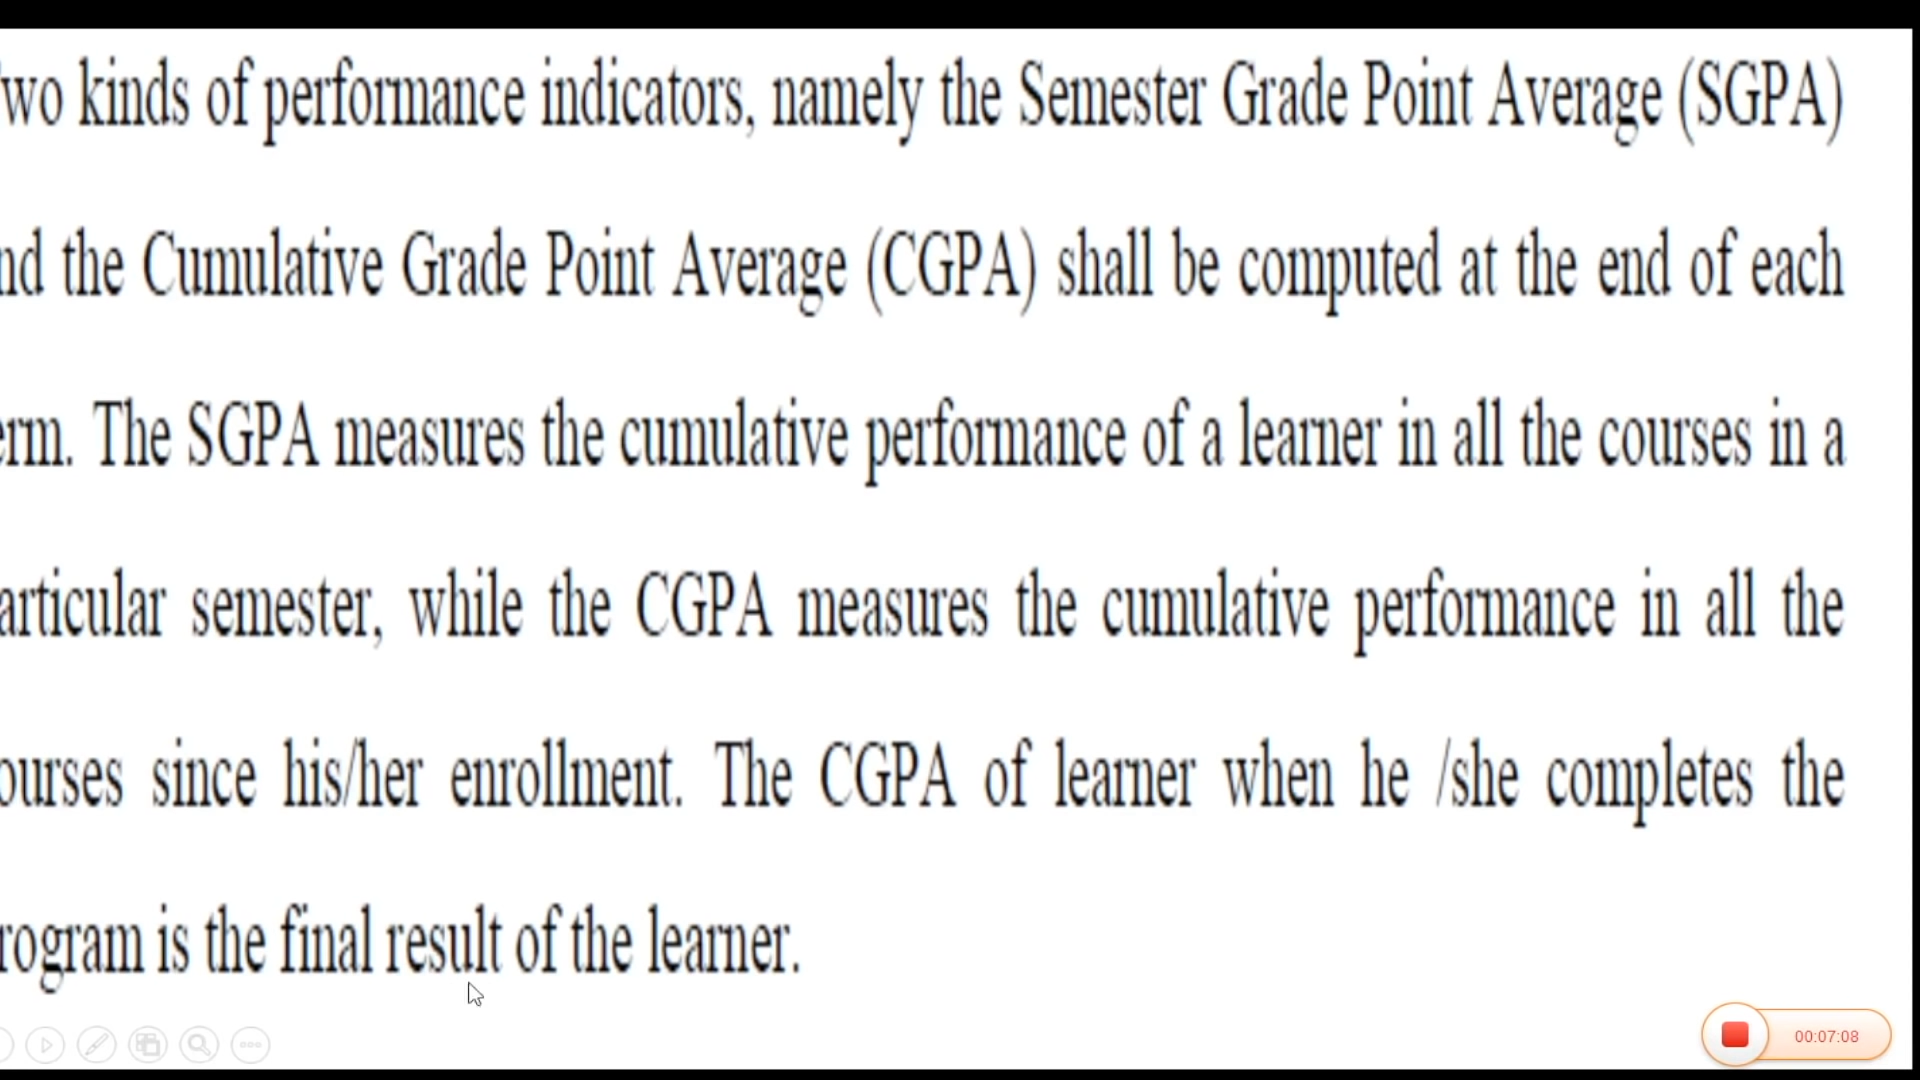 wo kinds of performance indicators, namely the Semester Grade Point Average (SGPA)
nd the Cumulative Grade Point Average (CGPA) shall be computed at the end of each
erm. The SGPA measures the cumulative performance of a learner in all the courses in a
articular semester, while the CGPA measures the cumulative performance in all the
ourses since his/her enrollment. The CGPA of learner when he /she completes the
rogram is the final result of the learner.
00:07:08